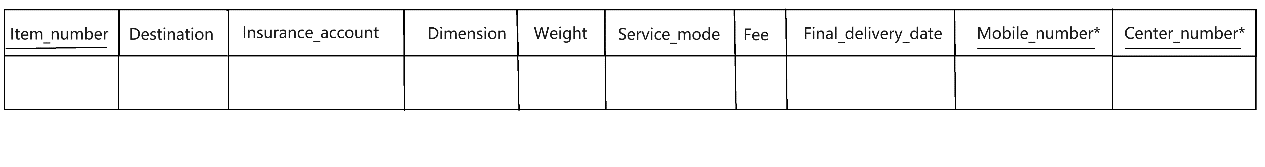 Item_number Destination Insurance_account Dimension Weight Service_mode Fee Final_delivery_date Mobile_number* Center_number*